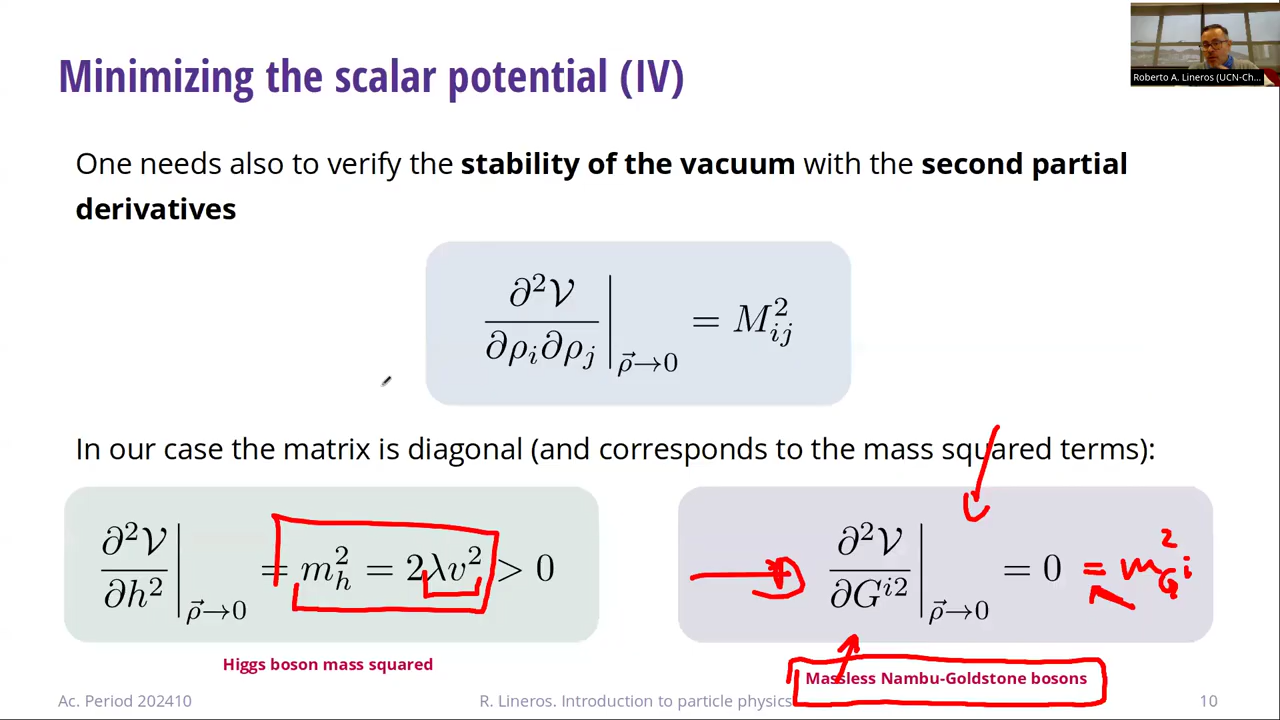 Roberto A. Lineros (UCN-Ch...
Minimizing the scalar potential (IV)
One needs also to verify the stability of the vacuum with the second partial
derivatives
∂²𝒱/∂ρᵢ∂ρⱼ |_{ρ⃗→0} = M²ᵢⱼ
In our case the matrix is diagonal (and corresponds to the mass squared terms):
∂²𝒱/∂h² |_{ρ⃗→0} = m_h² = 2λv² > 0
∂²𝒱/∂G^{i2} |_{ρ⃗→0} = 0 = m²_{G^i}
Higgs boson mass squared
Massless Nambu-Goldstone bosons
Ac. Period 202410
R. Lineros. Introduction to particle physics
10